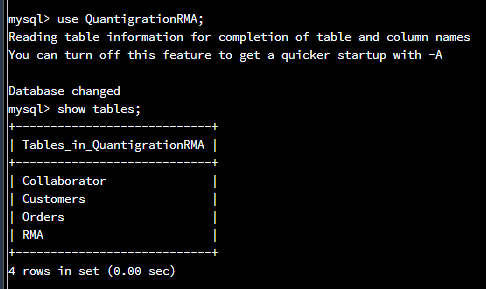 mysql> use QuantigrationRMA;
Reading table information for completion of table and column names
You can turn off this feature to get a quicker startup with -A

Database changed
mysql> show tables;
+----------------------------+
| Tables_in_QuantigrationRMA |
+----------------------------+
| Collaborator               |
| Customers                  |
| Orders                     |
| RMA                        |
+----------------------------+
4 rows in set (0.00 sec)